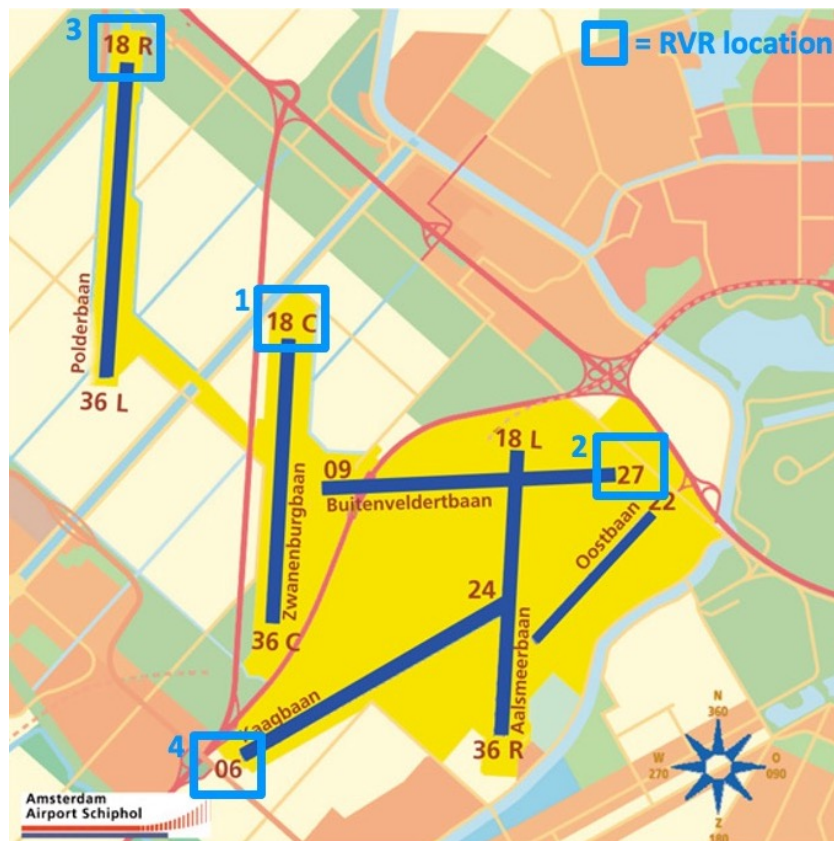 3
18 R
= RVR location
Polderbaan
36 L
1
18 C
Zwanenburgbaan
36 C
09
Buitenveldertbaan
18 L
2
27
22
Oostbaan
24
Kaagbaan
Aalsmeerbaan
36 R
4
06
N
360
W
270
O
090
Z
180
Amsterdam
Airport Schiphol